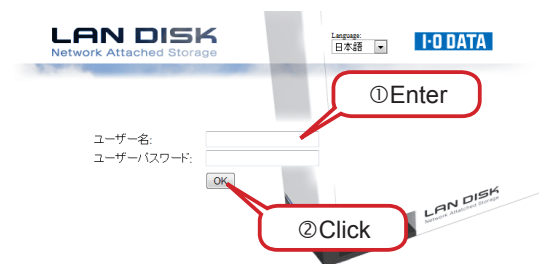 LAN DISK
Network Attached Storage
Language:
日本語
I-O DATA
①Enter
ユーザー名:
ユーザーパスワード:
OK
②Click
LAN DISK
Network Attached Storage